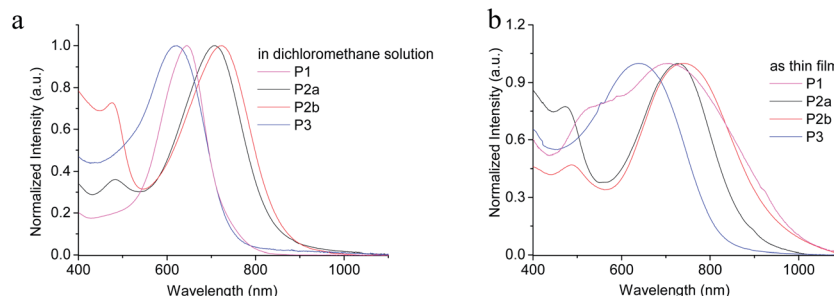 a
in dichloromethane solution
P1
P2a
P2b
P3
Normalized Intensity (a.u.)
1.0
0.8
0.6
0.4
0.2
0.0
400
600
800
1000
Wavelength (nm)
b
as thin film
P1
P2a
P2b
P3
Normalized Intensity (a.u.)
1.2
0.9
0.6
0.3
0.0
400
600
800
1000
Wavelength (nm)